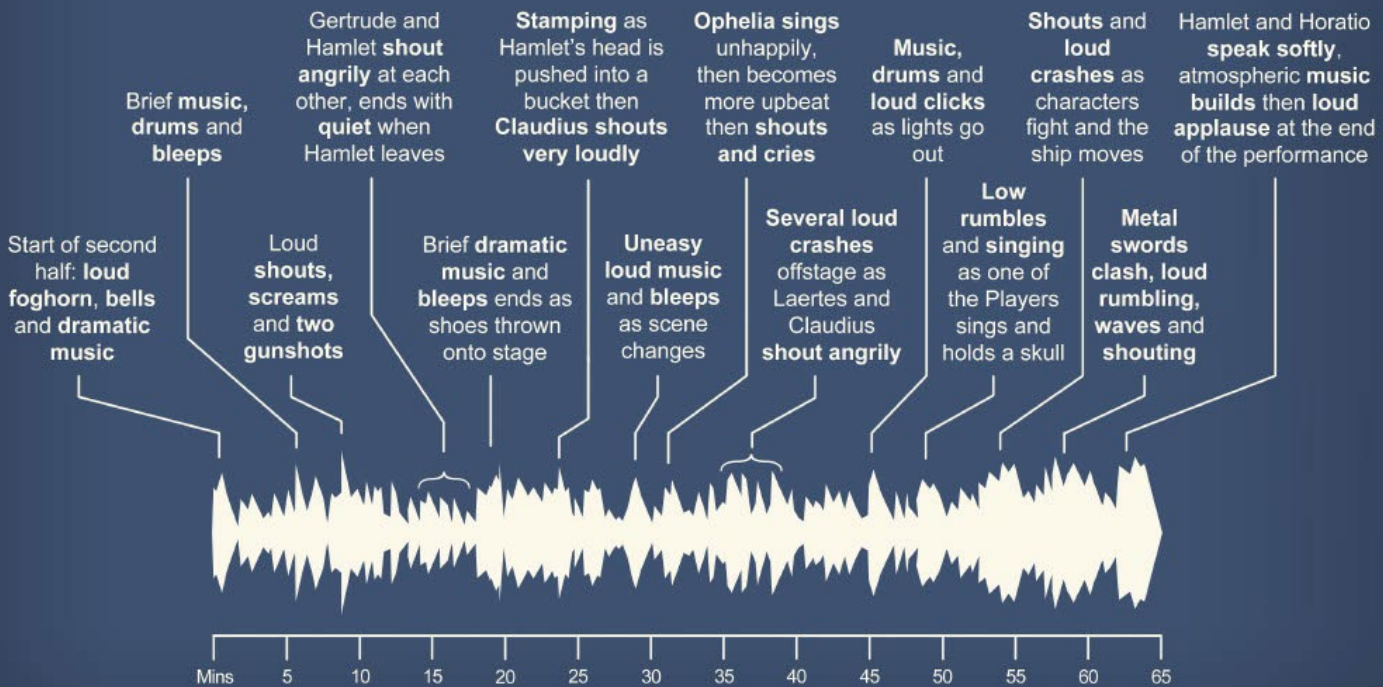 Brief music,
drums and
bleeps
Gertrude and
Hamlet shout
angrily at each
other, ends with
quiet when
Hamlet leaves
Stamping as
Hamlet's head is
pushed into a
bucket then
Claudius shouts
very loudly
Ophelia sings
unhappily,
then becomes
more upbeat
then shouts
and cries
Music,
drums and
loud clicks
as lights go
out
Shouts and
loud
crashes as
characters
fight and the
ship moves
Hamlet and Horatio
speak softly,
atmospheric music
builds then loud
applause at the end
of the performance
Start of second
half: loud
foghorn, bells
and dramatic
music
Loud
shouts,
screams
and two
gunshots
Brief dramatic
music and
bleeps ends as
shoes thrown
onto stage
Uneasy
loud music
and bleeps
as scene
changes
Several loud
crashes
offstage as
Laertes and
Claudius
shout angrily
Low
rumbles
and singing
as one of
the Players
sings and
holds a skull
Metal
swords
clash, loud
rumbling,
waves and
shouting
Mins 5 10 15 20 25 30 35 40 45 50 55 60 65